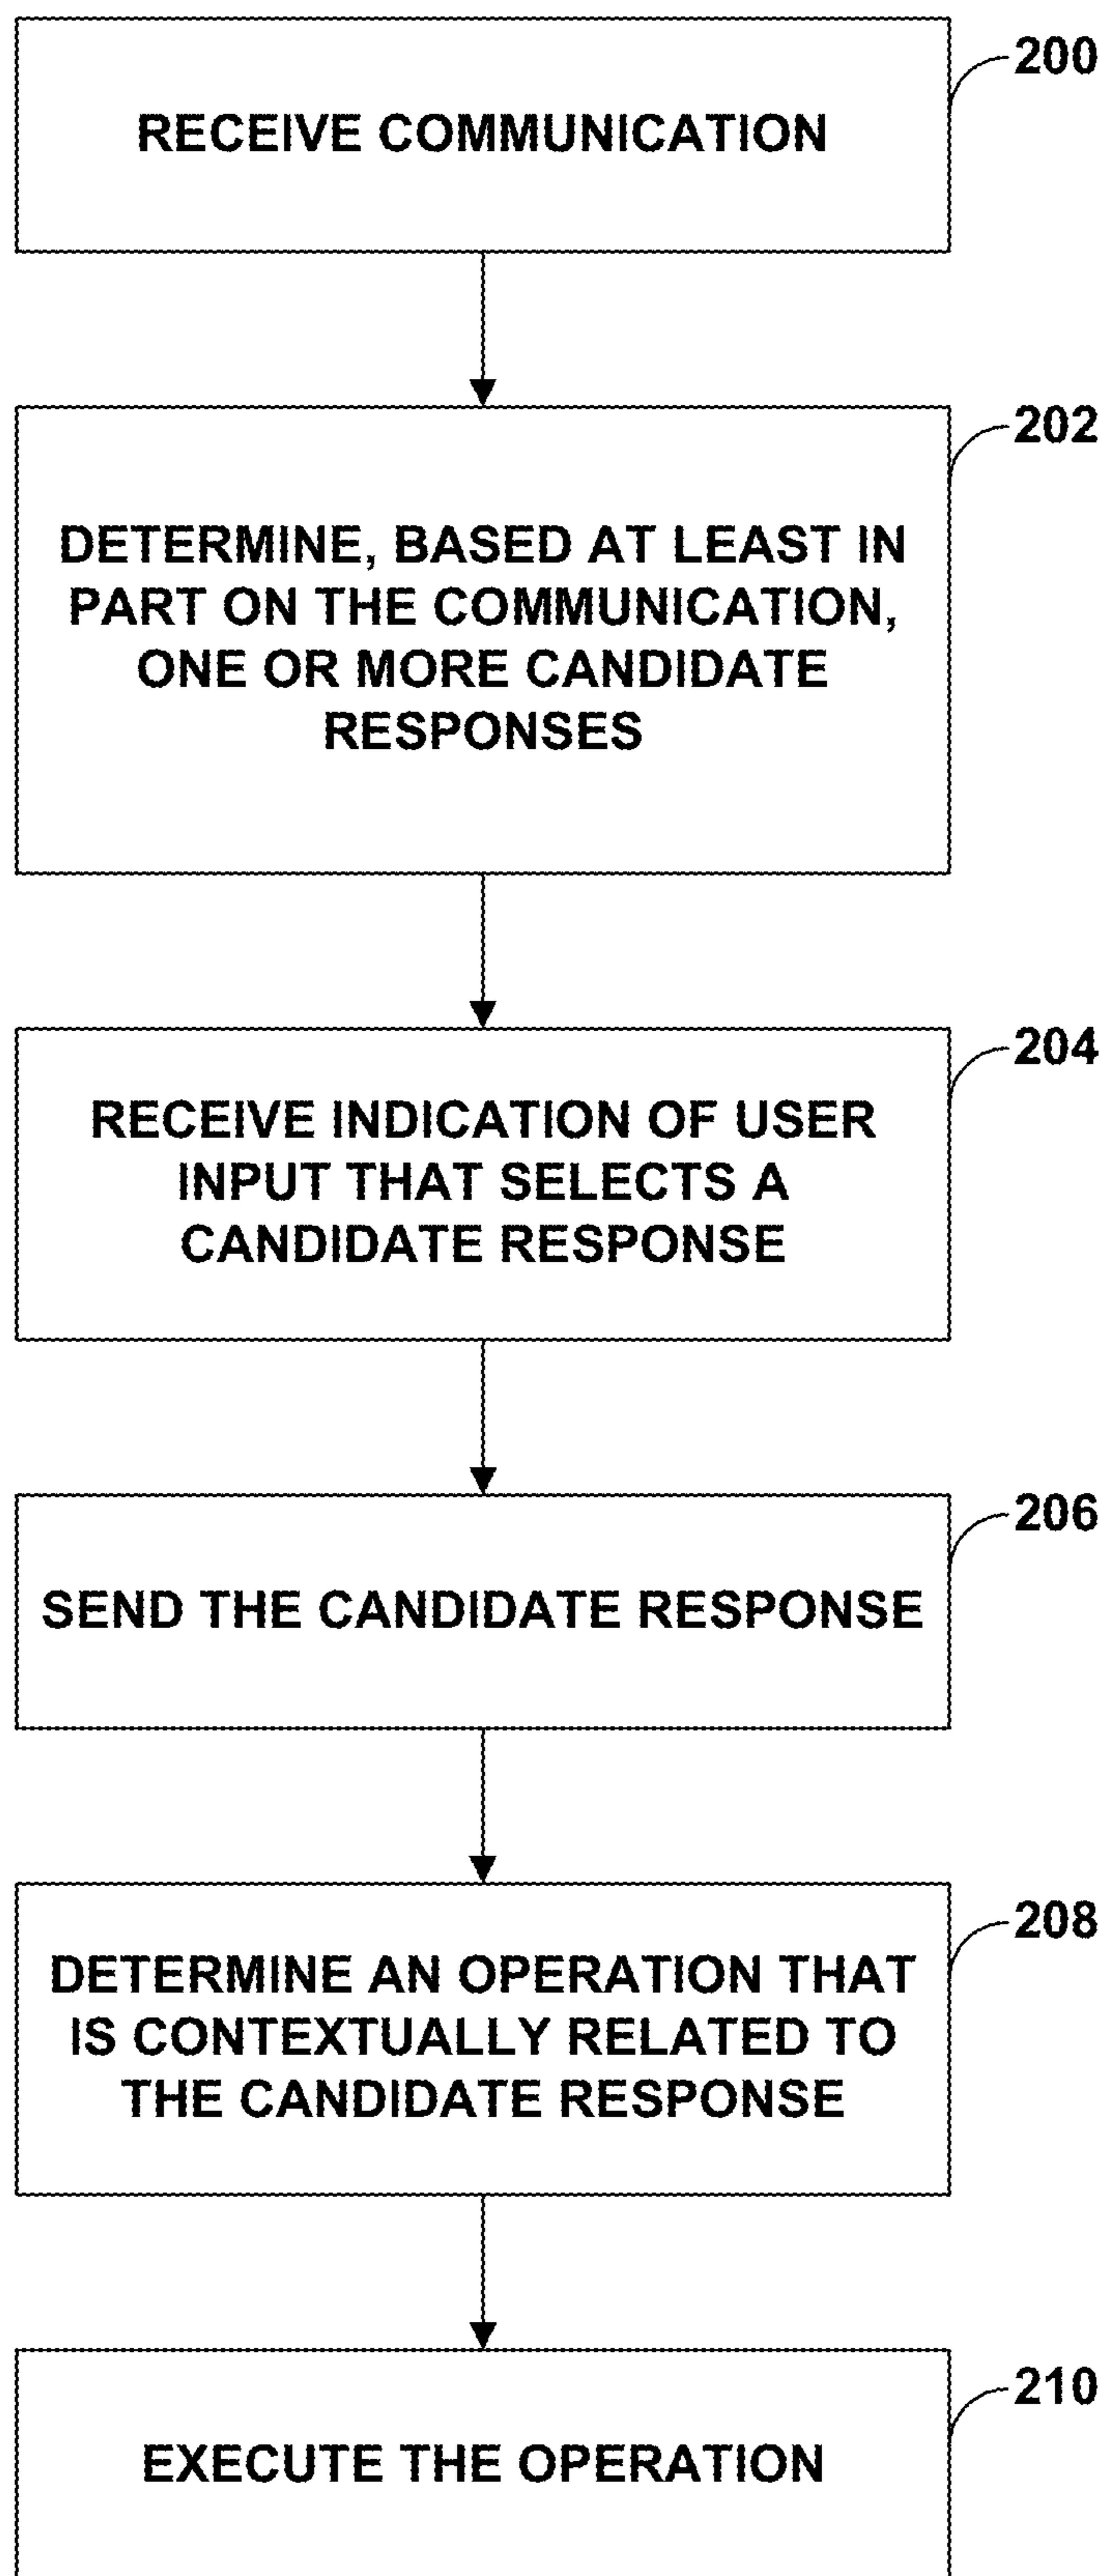 200
RECEIVE COMMUNICATION
202
DETERMINE, BASED AT LEAST IN
PART ON THE COMMUNICATION,
ONE OR MORE CANDIDATE
RESPONSES
204
RECEIVE INDICATION OF USER
INPUT THAT SELECTS A
CANDIDATE RESPONSE
206
SEND THE CANDIDATE RESPONSE
208
DETERMINE AN OPERATION THAT
IS CONTEXTUALLY RELATED TO
THE CANDIDATE RESPONSE
210
EXECUTE THE OPERATION